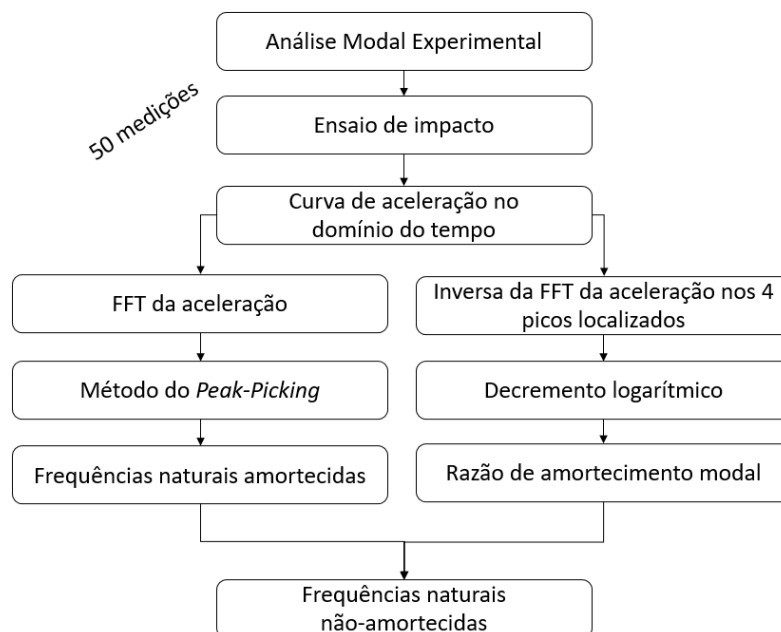 Análise Modal Experimental
50 medições
Ensaio de impacto
Curva de aceleração no
domínio do tempo
FFT da aceleração
Inversa da FFT da aceleração nos 4
picos localizados
Método do Peak-Picking
Decremento logarítmico
Frequências naturais amortecidas
Razão de amortecimento modal
Frequências naturais
não-amortecidas